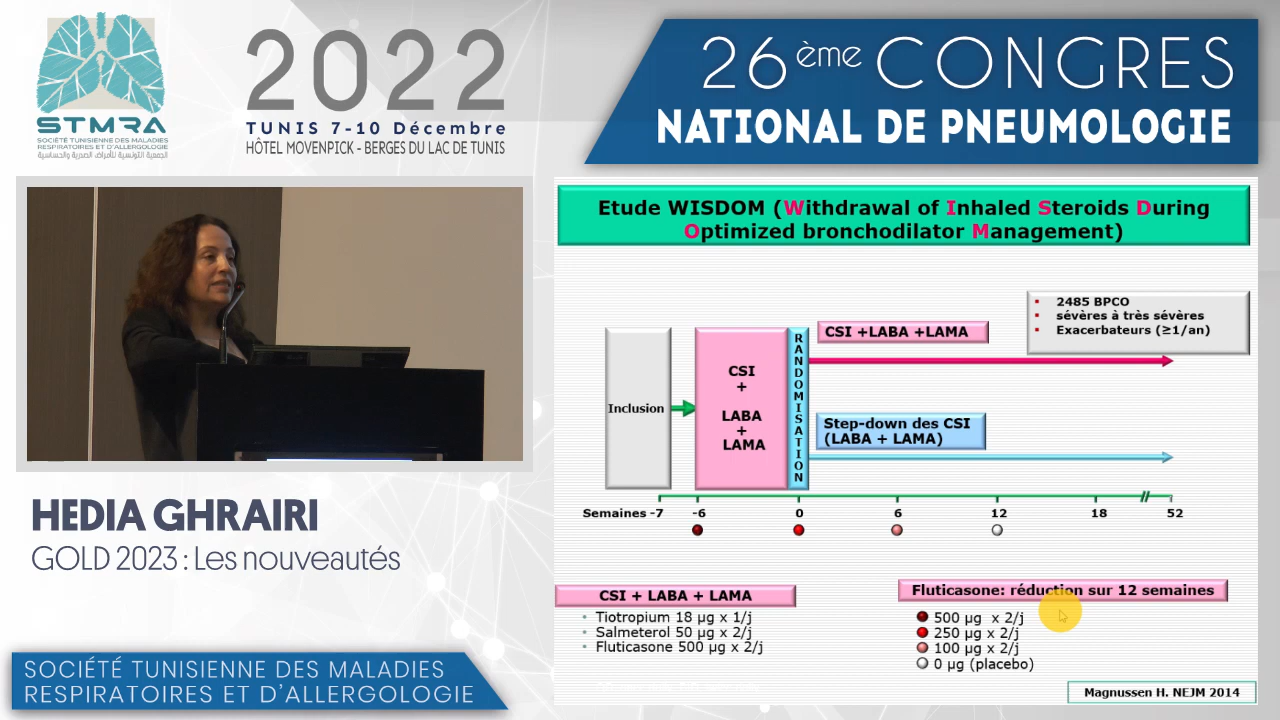 STMRA
SOCIÉTÉ TUNISIENNE DES MALADIES
RESPIRATOIRES ET D'ALLERGOLOGIE
الجمعية التونسية للأمراض الصدرية والحساسية
2022
TUNIS 7-10 Décembre
HÔTEL MOVENPICK - BERGES DU LAC DE TUNIS
26ème CONGRES
NATIONAL DE PNEUMOLOGIE
Etude WISDOM (Withdrawal of Inhaled Steroids During
Optimized bronchodilator Management)
▪ 2485 BPCO
▪ sévères à très sévères
▪ Exacerbateurs (≥1/an)
Inclusion
CSI
+
LABA
+
LAMA
RANDOMISATION
CSI +LABA +LAMA
Step-down des CSI
(LABA + LAMA)
Semaines -7 -6 0 6 12 18 52
CSI + LABA + LAMA
• Tiotropium 18 µg x 1/j
• Salmeterol 50 µg x 2/j
• Fluticasone 500 µg x 2/j
Fluticasone: réduction sur 12 semaines
500 µg x 2/j
250 µg x 2/j
100 µg x 2/j
0 µg (placebo)
Magnussen H. NEJM 2014
HEDIA GHRAIRI
GOLD 2023 : Les nouveautés
SOCIÉTÉ TUNISIENNE DES MALADIES
RESPIRATOIRES ET D'ALLERGOLOGIE